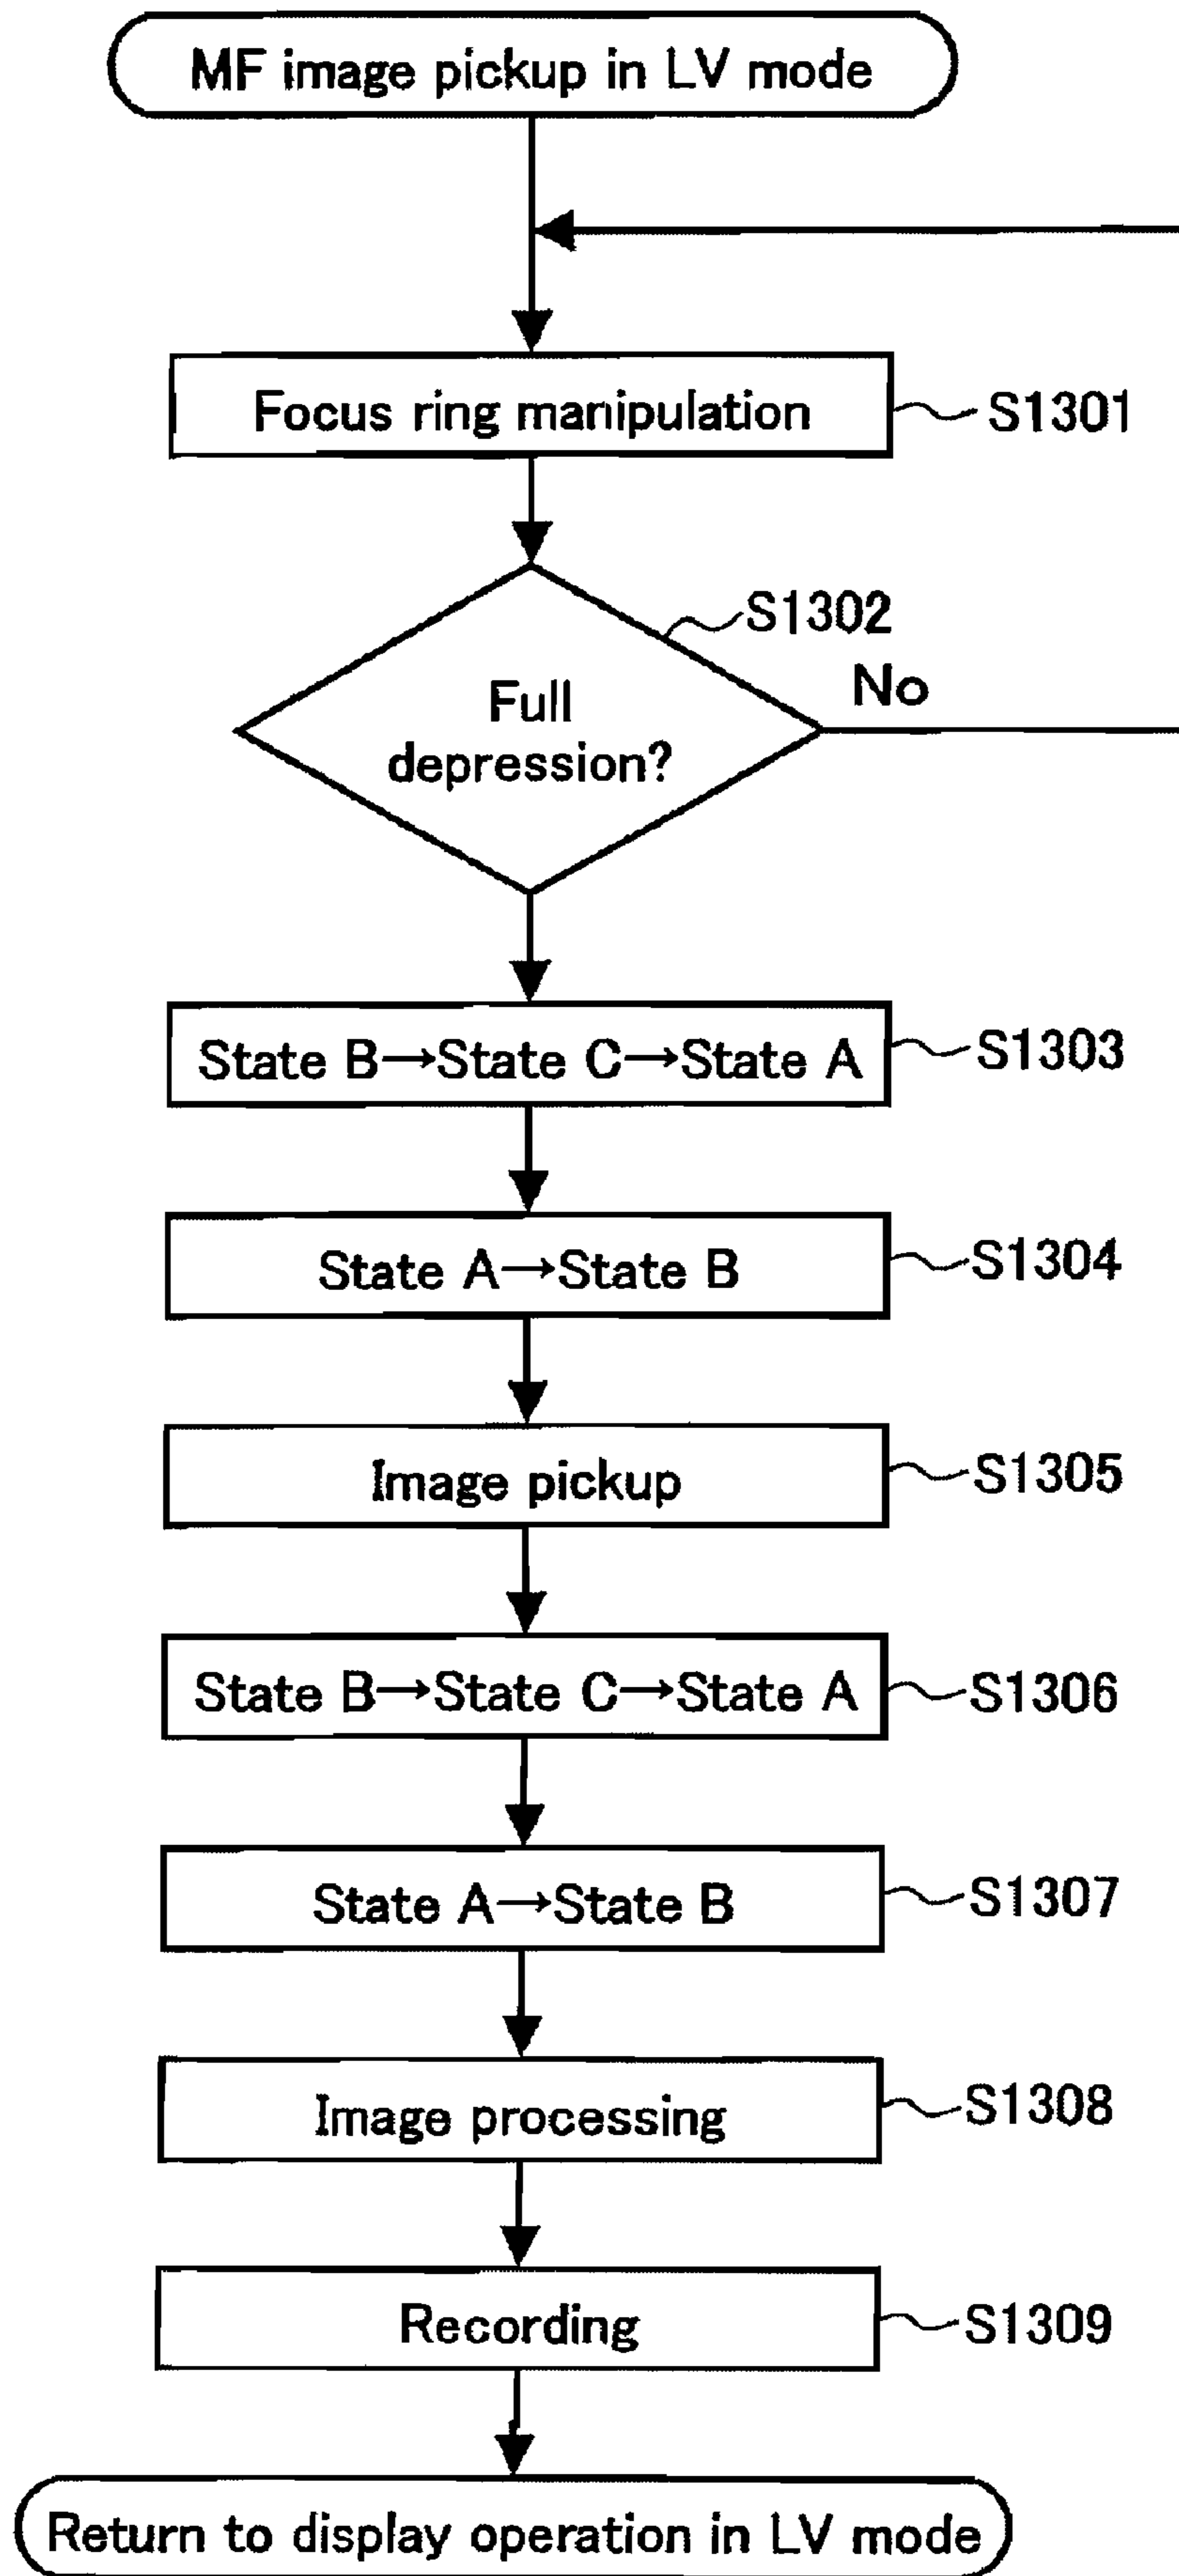 MF image pickup in LV mode
Focus ring manipulation
S1301
S1302
No
Full
depression?
State B→State C→State A
S1303
State A→State B
S1304
Image pickup
S1305
State B→State C→State A
S1306
State A→State B
S1307
Image processing
S1308
Recording
S1309
Return to display operation in LV mode